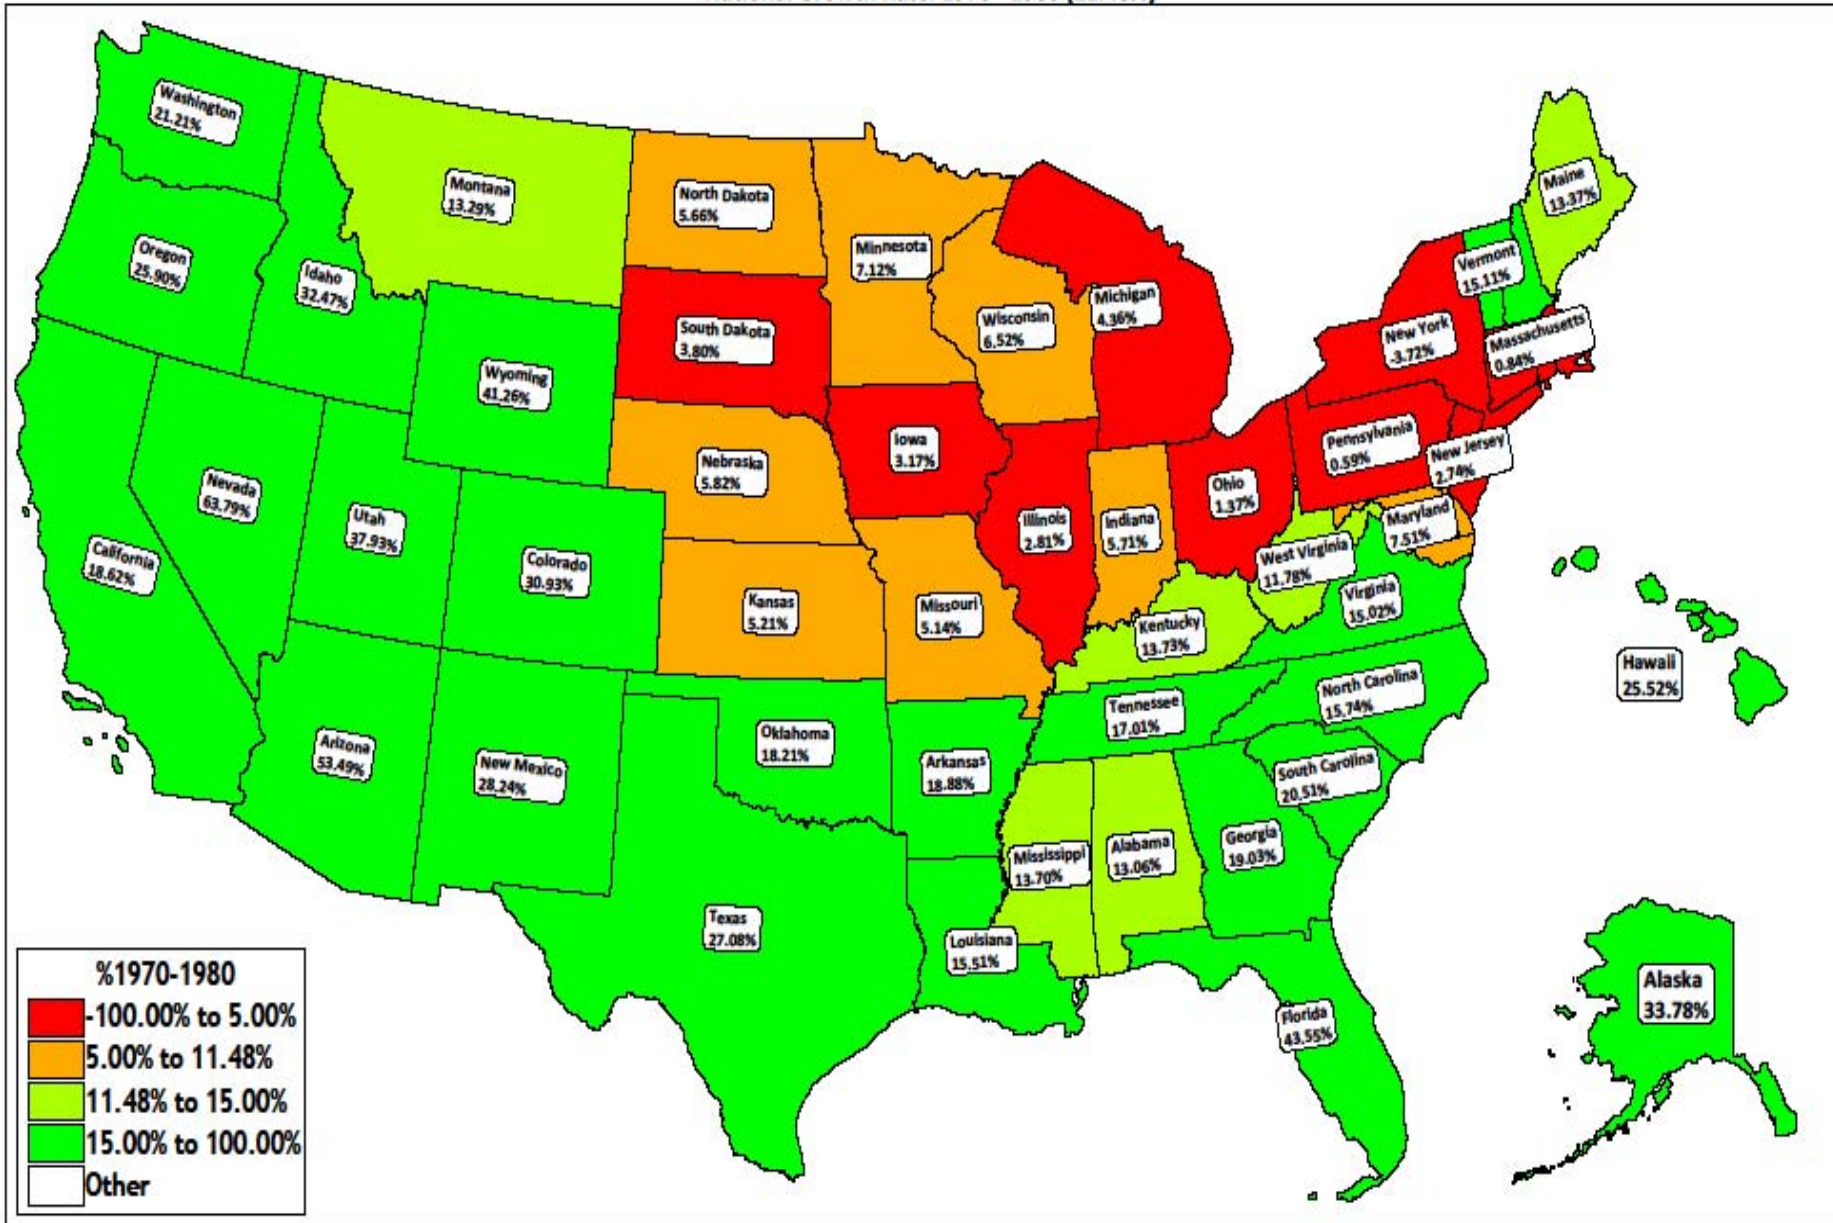 Washington
21.21%
Montana
13.29%
North Dakota
5.66%
Minnesota
7.12%
Maine
13.37%
Oregon
25.90%
Idaho
32.47%
Vermont
15.11%
Wyoming
41.26%
South Dakota
3.80%
Wisconsin
6.52%
Michigan
4.36%
New York
-3.72%
Massachusetts
0.84%
Nevada
63.79%
Utah
37.93%
Nebraska
5.82%
Iowa
3.17%
Pennsylvania
0.59%
New Jersey
2.74%
California
18.62%
Colorado
30.93%
Kansas
5.21%
Missouri
5.14%
Illinois
2.81%
Indiana
5.71%
Ohio
1.37%
West Virginia
11.78%
Maryland
7.51%
Virginia
15.02%
Kentucky
13.73%
Hawaii
25.52%
Arizona
53.49%
New Mexico
28.24%
Oklahoma
18.21%
Arkansas
18.88%
Tennessee
17.01%
North Carolina
15.74%
South Carolina
20.51%
Mississippi
13.70%
Alabama
13.06%
Georgia
19.03%
Texas
27.08%
Louisiana
15.51%
Florida
43.55%
Alaska
33.78%
%1970-1980
-100.00% to 5.00%
5.00% to 11.48%
11.48% to 15.00%
15.00% to 100.00%
Other